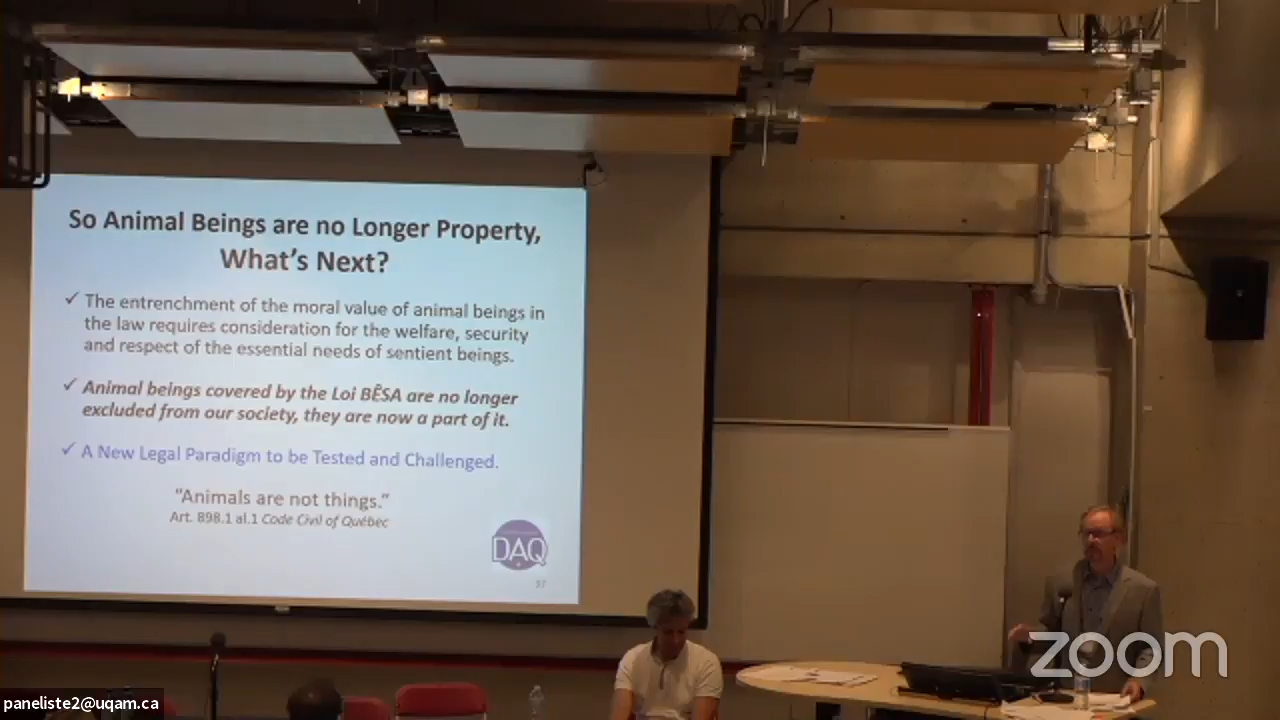 So Animal Beings are no Longer Property,
What's Next?
✓ The entrenchment of the moral value of animal beings in
the law requires consideration for the welfare, security
and respect of the essential needs of sentient beings.
✓ Animal beings covered by the Loi BÊSA are no longer
excluded from our society, they are now a part of it.
✓ A New Legal Paradigm to be Tested and Challenged.
"Animals are not things."
Art. 898.1 al.1 Code Civil of Québec
DAQ
37
zoom
paneliste2@uqam.ca